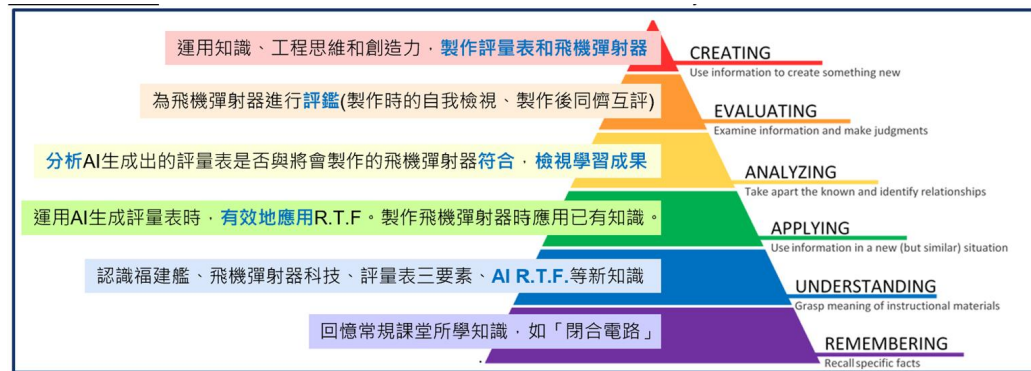 運用知識、工程思維和創造力，製作評量表和飛機彈射器
CREATING
Use information to create something new
為飛機彈射器進行評鑑(製作時的自我檢視、製作後同儕互評)
EVALUATING
Examine information and make judgments
分析AI生成出的評量表是否與將會製作的飛機彈射器符合，檢視學習成果
ANALYZING
Take apart the known and identify relationships
運用AI生成評量表時，有效地應用R.T.F。製作飛機彈射器時應用已有知識。
APPLYING
Use information in a new (but similar) situation
認識福建艦、飛機彈射器科技、評量表三要素、AI R.T.F.等新知識
UNDERSTANDING
Grasp meaning of instructional materials
回憶常規課堂所學知識，如「閉合電路」
REMEMBERING
Recall specific facts